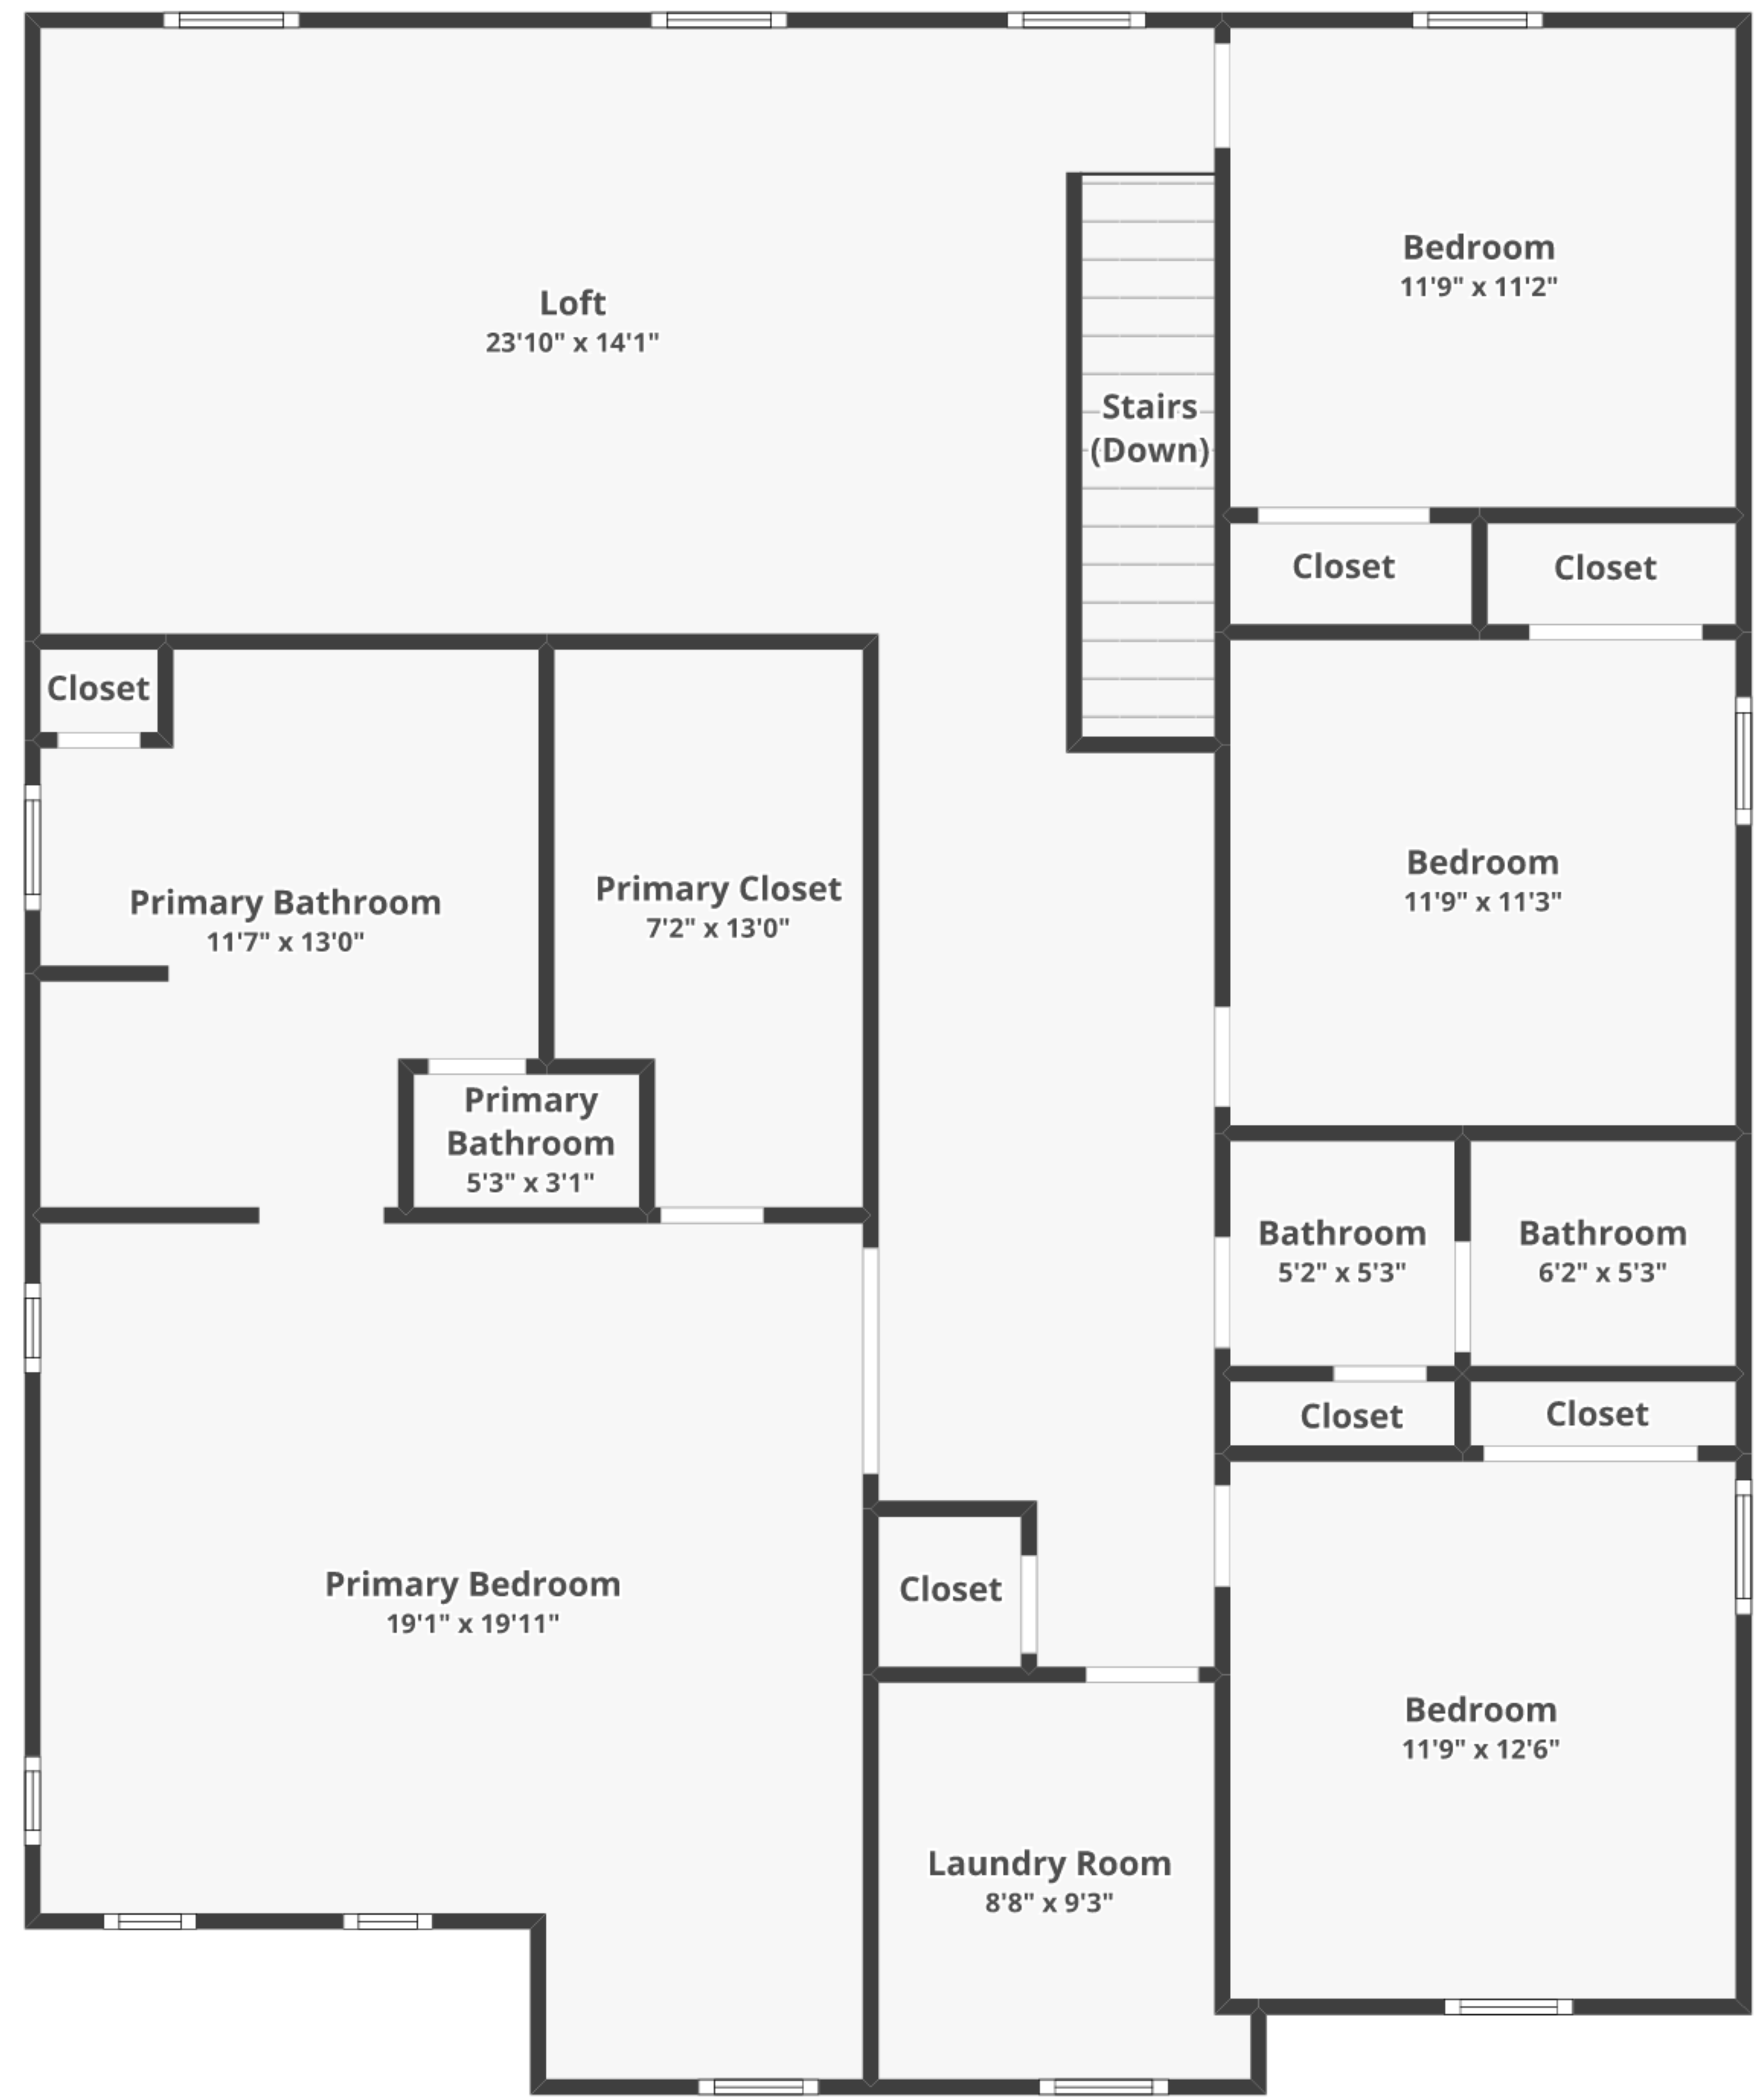 Bedroom
11'9" x 11'2"
Loft
23'10" x 14'1"
Stairs
(Down)
Closet
Closet
Closet
Bedroom
11'9" x 11'3"
Primary Closet
7'2" x 13'0"
Primary Bathroom
11'7" x 13'0"
Primary
Bathroom
5'3" x 3'1"
Bathroom
5'2" x 5'3"
Bathroom
6'2" x 5'3"
Closet
Closet
Primary Bedroom
19'1" x 19'11"
Closet
Bedroom
11'9" x 12'6"
Laundry Room
8'8" x 9'3"